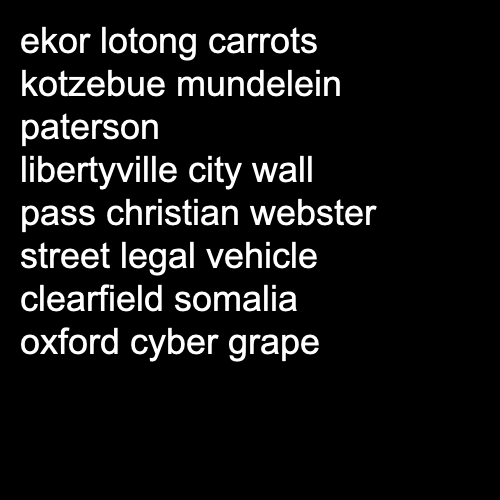 ekor lotong carrots
kotzebue mundelein
paterson
libertyville city wall
pass christian webster
street legal vehicle
clearfield somalia
oxford cyber grape